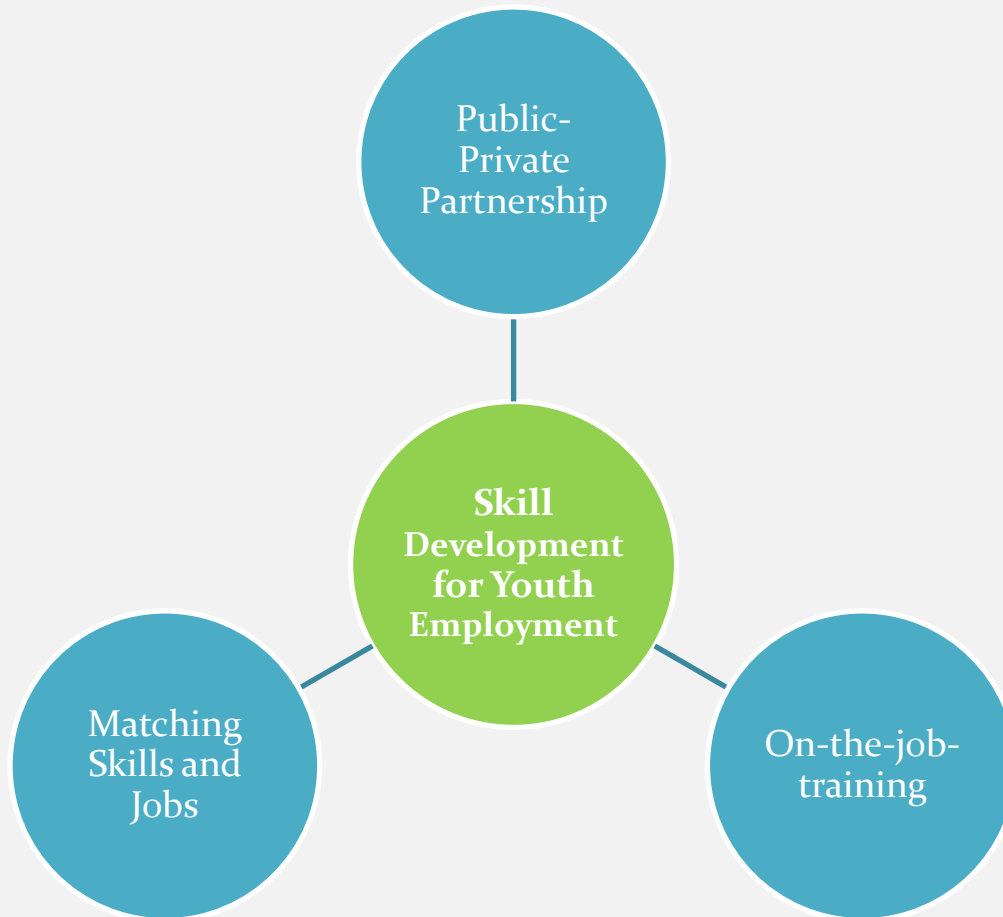 Public-
Private
Partnership
Skill
Development
for Youth
Employment
Matching
Skills and
Jobs
On-the-job-
training